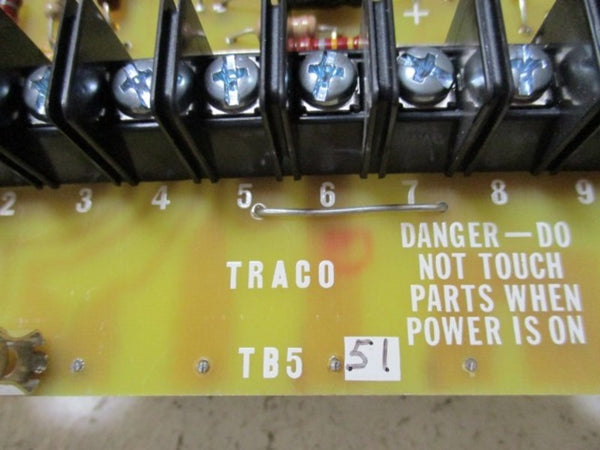 +
2 3 4 5 6 7 8 9
TRACO
DANGER — DO
NOT TOUCH
PARTS WHEN
POWER IS ON
TB5 51